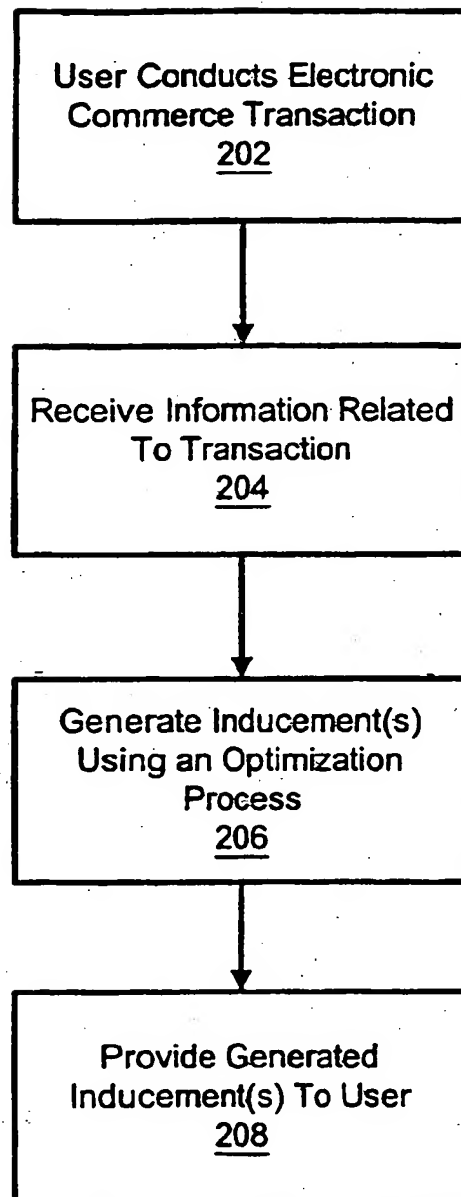 User Conducts Electronic
Commerce Transaction
202
Receive Information Related
To Transaction
204
Generate Inducement(s)
Using an Optimization
Process
206
Provide Generated
Inducement(s) To User
208